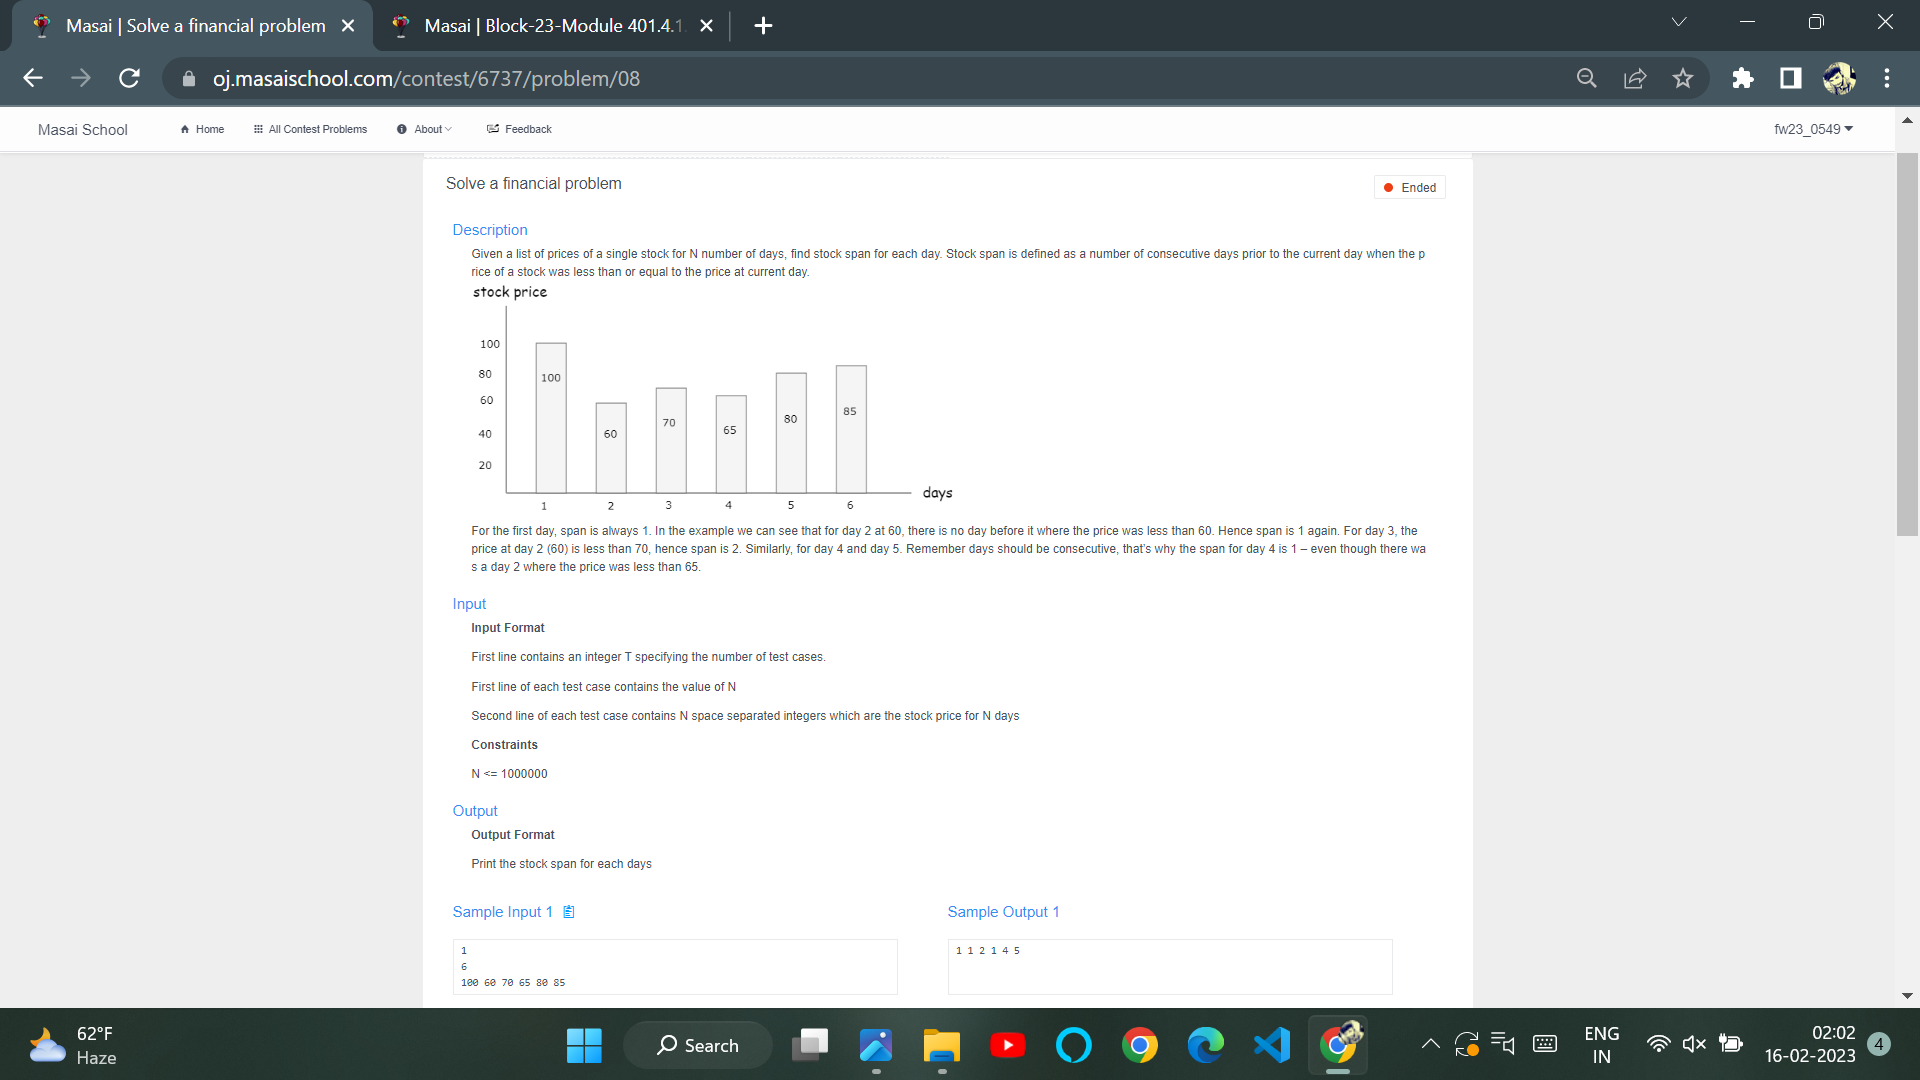 Masai | Solve a financial problem
Masai | Block-23-Module 401.4.1
oj.masaischool.com/contest/6737/problem/08
Masai School Home All Contest Problems About Feedback fw23_0549
Solve a financial problem
Ended
Description
Given a list of prices of a single stock for N number of days, find stock span for each day. Stock span is defined as a number of consecutive days prior to the current day when the p
rice of a stock was less than or equal to the price at current day.
stock price
100
80
60
40
20
100
60
70
65
80
85
days
1 2 3 4 5 6
For the first day, span is always 1. In the example we can see that for day 2 at 60, there is no day before it where the price was less than 60. Hence span is 1 again. For day 3, the
price at day 2 (60) is less than 70, hence span is 2. Similarly, for day 4 and day 5. Remember days should be consecutive, that's why the span for day 4 is 1 – even though there wa
s a day 2 where the price was less than 65.
Input
Input Format
First line contains an integer T specifying the number of test cases.
First line of each test case contains the value of N
Second line of each test case contains N space separated integers which are the stock price for N days
Constraints
N <= 1000000
Output
Output Format
Print the stock span for each days
Sample Input 1
1
6
100 60 70 65 80 85
Sample Output 1
1 1 2 1 4 5
62°F
Haze
Search
ENG
IN
02:02
16-02-2023
4